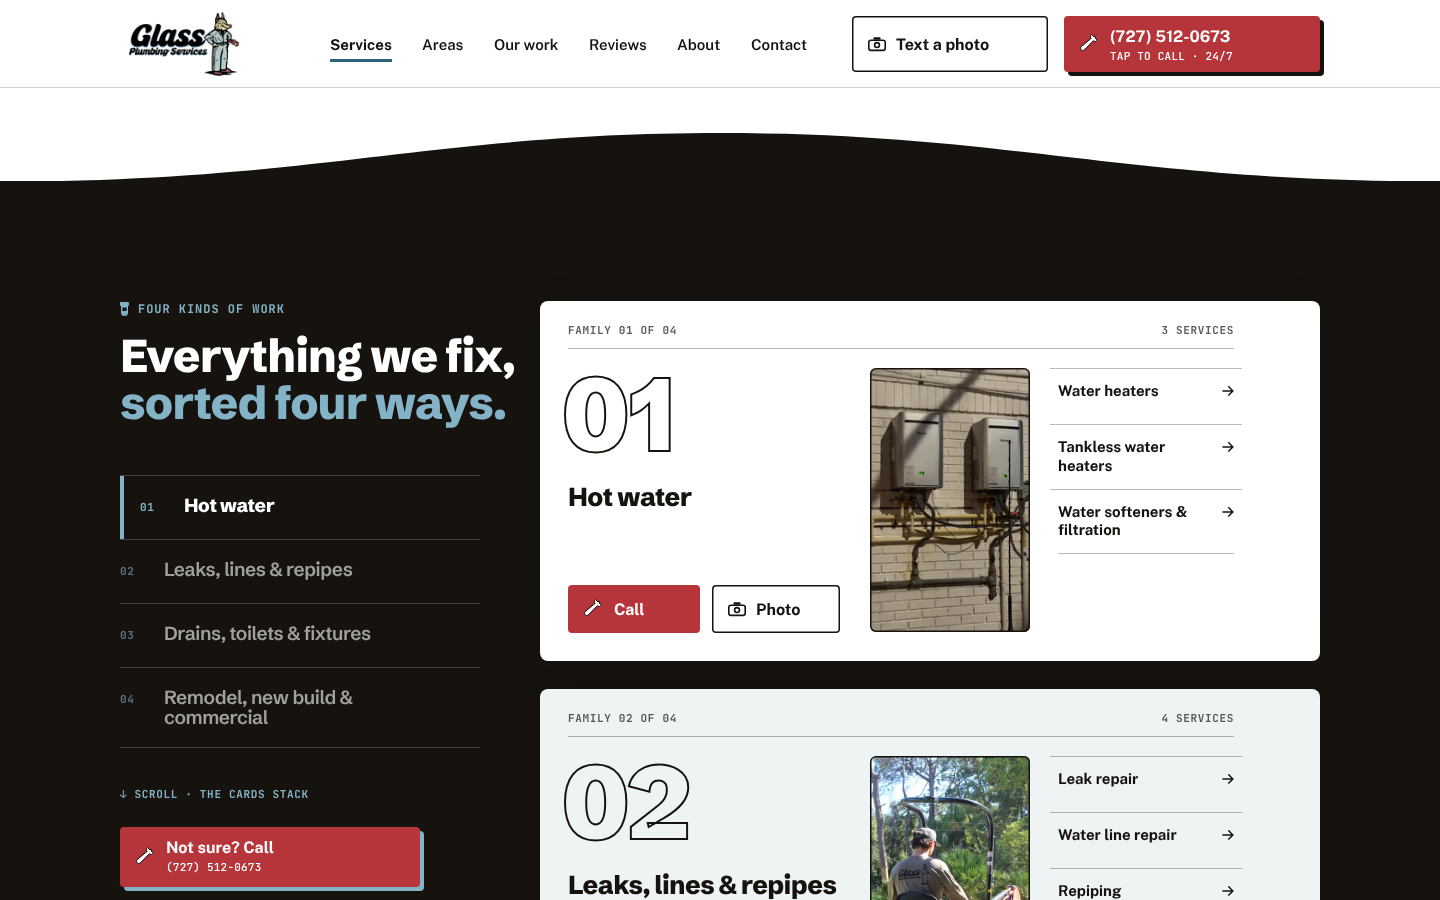 Glass
Plumbing Services
Services
Areas
Our work
Reviews
About
Contact
Text a photo
(727) 512-0673
TAP TO CALL · 24/7
FOUR KINDS OF WORK
Everything we fix,
sorted four ways.
01 Hot water
02 Leaks, lines & repipes
03 Drains, toilets & fixtures
04 Remodel, new build &
commercial
↓ SCROLL · THE CARDS STACK
Not sure? Call
(727) 512-0673
FAMILY 01 OF 04
3 SERVICES
01
Hot water
Call
Photo
Water heaters →
Tankless water →
heaters
Water softeners & →
filtration
FAMILY 02 OF 04
4 SERVICES
02
Leaks, lines & repipes
Glass
Leak repair →
Water line repair →
Repiping →